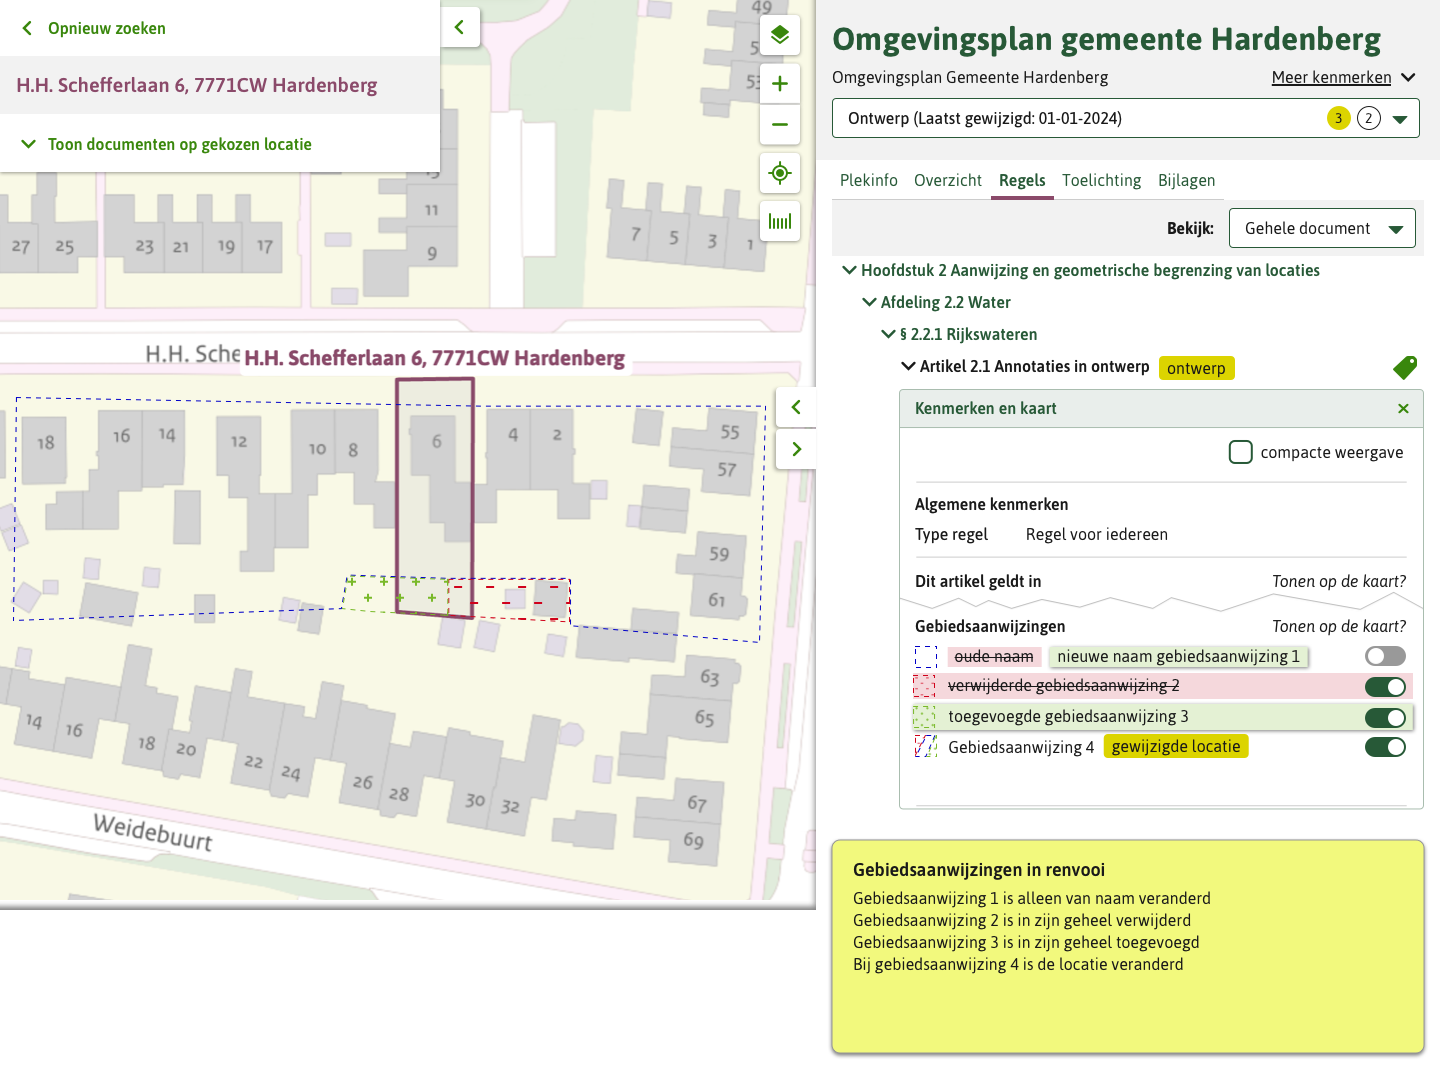 Opnieuw zoeken
H.H. Schefferlaan 6, 7771CW Hardenberg
Toon documenten op gekozen locatie
49
53
11
9
27
25
23
21
19
17
7
5
3
1
H.H. Sche
H.H. Schefferlaan 6, 7771CW Hardenberg
18
16
14
12
10
8
6
4
2
55
57
59
61
63
65
67
69
14
16
18
20
22
24
26
28
30
32
Weidebuurt
Omgevingsplan gemeente Hardenberg
Omgevingsplan Gemeente Hardenberg
Meer kenmerken
Ontwerp (Laatst gewijzigd: 01-01-2024)
3
2
Plekinfo Overzicht Regels Toelichting Bijlagen
Bekijk:
Gehele document
Hoofdstuk 2 Aanwijzing en geometrische begrenzing van locaties
Afdeling 2.2 Water
§ 2.2.1 Rijkswateren
Artikel 2.1 Annotaties in ontwerp ontwerp
Kenmerken en kaart
compacte weergave
Algemene kenmerken
Type regel Regel voor iedereen
Dit artikel geldt in Tonen op de kaart?
Gebiedsaanwijzingen Tonen op de kaart?
oude naam nieuwe naam gebiedsaanwijzing 1
verwijderde gebiedsaanwijzing 2
toegevoegde gebiedsaanwijzing 3
Gebiedsaanwijzing 4 gewijzigde locatie
Gebiedsaanwijzingen in renvooi
Gebiedsaanwijzing 1 is alleen van naam veranderd
Gebiedsaanwijzing 2 is in zijn geheel verwijderd
Gebiedsaanwijzing 3 is in zijn geheel toegevoegd
Bij gebiedsaanwijzing 4 is de locatie veranderd